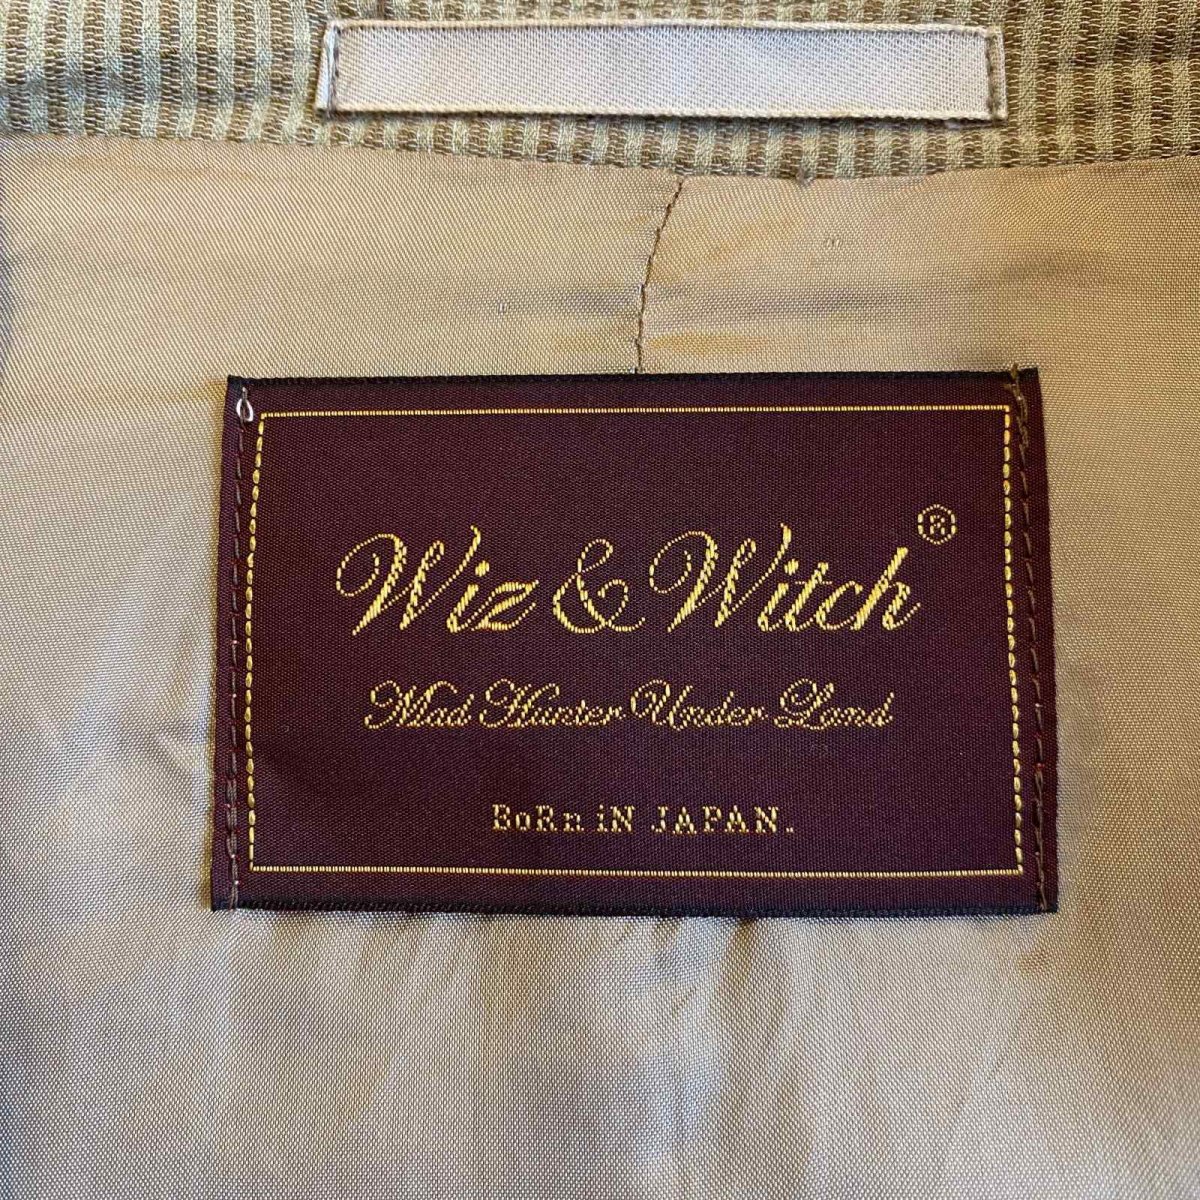 Wiz & Witch®
Mad Hunter Under Land
BoRn iN JAPAN.